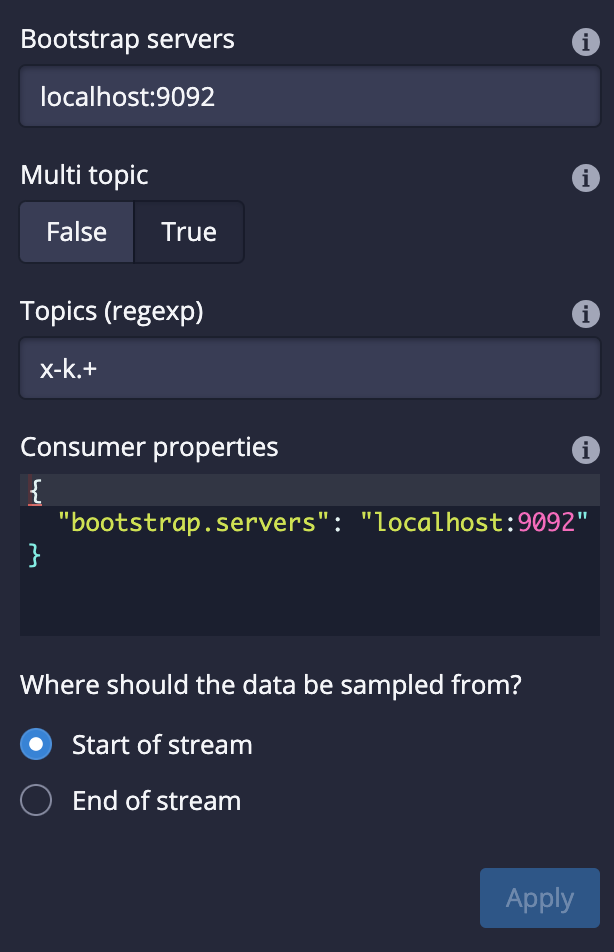 Bootstrap servers
localhost:9092
Multi topic
False True
Topics (regexp)
x-k.+
Consumer properties
{
"bootstrap.servers": "localhost:9092"
}
Where should the data be sampled from?
Start of stream
End of stream
Apply